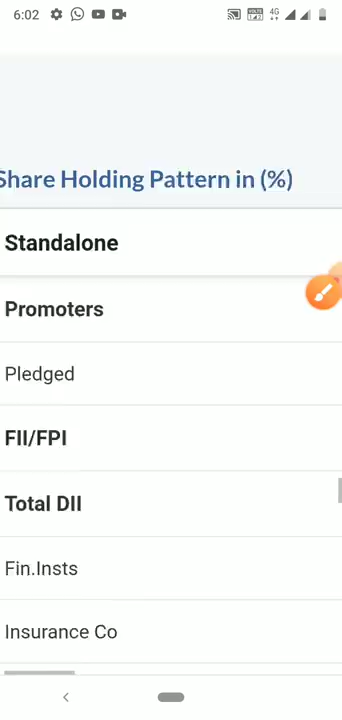 6:02
4G
Share Holding Pattern in (%)
Standalone
Promoters
Pledged
FII/FPI
Total DII
Fin.Insts
Insurance Co